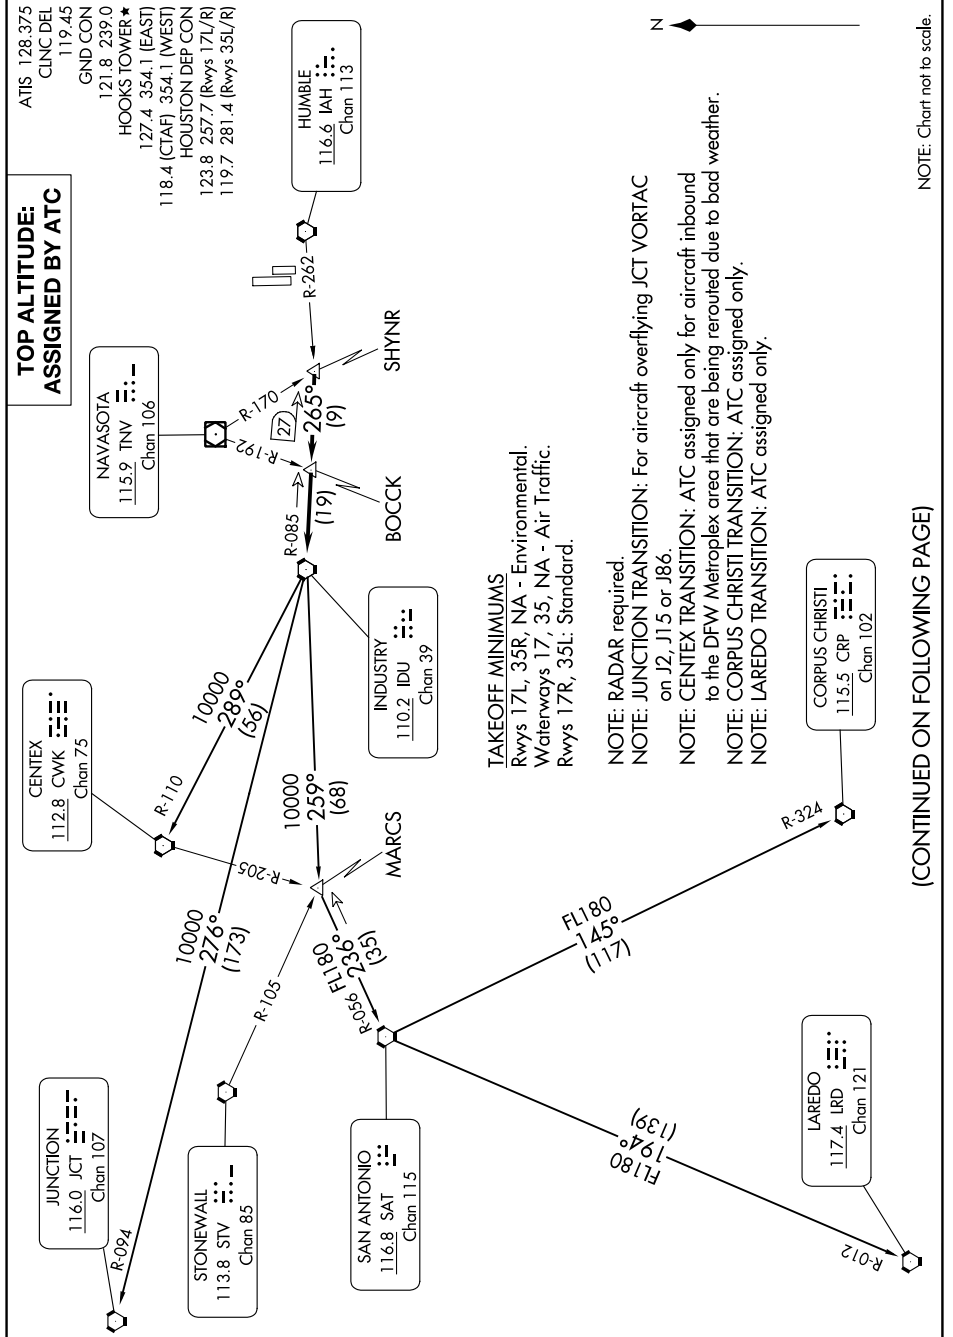 TOP ALTITUDE:
ASSIGNED BY ATC
ATIS 128.375
CLNC DEL
119.45
GND CON
121.8 239.0
HOOKS TOWER★
127.4 354.1 (EAST)
118.4 (CTAF) 354.1 (WEST)
HOUSTON DEP CON
123.8 257.7 (Rwys 17L/R)
119.7 281.4 (Rwys 35L/R)
JUNCTION
116.0 JCT
Chan 107
R-094
10000
276°
(173)
CENTEX
112.8 CWK
Chan 75
R-110
R-205
10000
289°
(56)
NAVASOTA
115.9 TNV
Chan 106
R-170
R-192
27
HUMBLE
116.6 IAH
Chan 113
R-262
SHYNR
265°
(9)
BOCCK
(19)
R-085
INDUSTRY
110.2 IDU
Chan 39
10000
259°
(68)
MARCS
STONEWALL
113.8 STV
Chan 85
R-105
FL180
236°
(35)
R-056
SAN ANTONIO
116.8 SAT
Chan 115
FL180
194°
(139)
R-012
LAREDO
117.4 LRD
Chan 121
FL180
145°
(117)
R-324
CORPUS CHRISTI
115.5 CRP
Chan 102
TAKEOFF MINIMUMS
Rwys 17L, 35R, NA - Environmental.
Waterways 17, 35, NA - Air Traffic.
Rwys 17R, 35L: Standard.
NOTE: RADAR required.
NOTE: JUNCTION TRANSITION: For aircraft overflying JCT VORTAC
on J2, J15 or J86.
NOTE: CENTEX TRANSITION: ATC assigned only for aircraft inbound
to the DFW Metroplex area that are being rerouted due to bad weather.
NOTE: CORPUS CHRISTI TRANSITION: ATC assigned only.
NOTE: LAREDO TRANSITION: ATC assigned only.
N
(CONTINUED ON FOLLOWING PAGE)
NOTE: Chart not to scale.